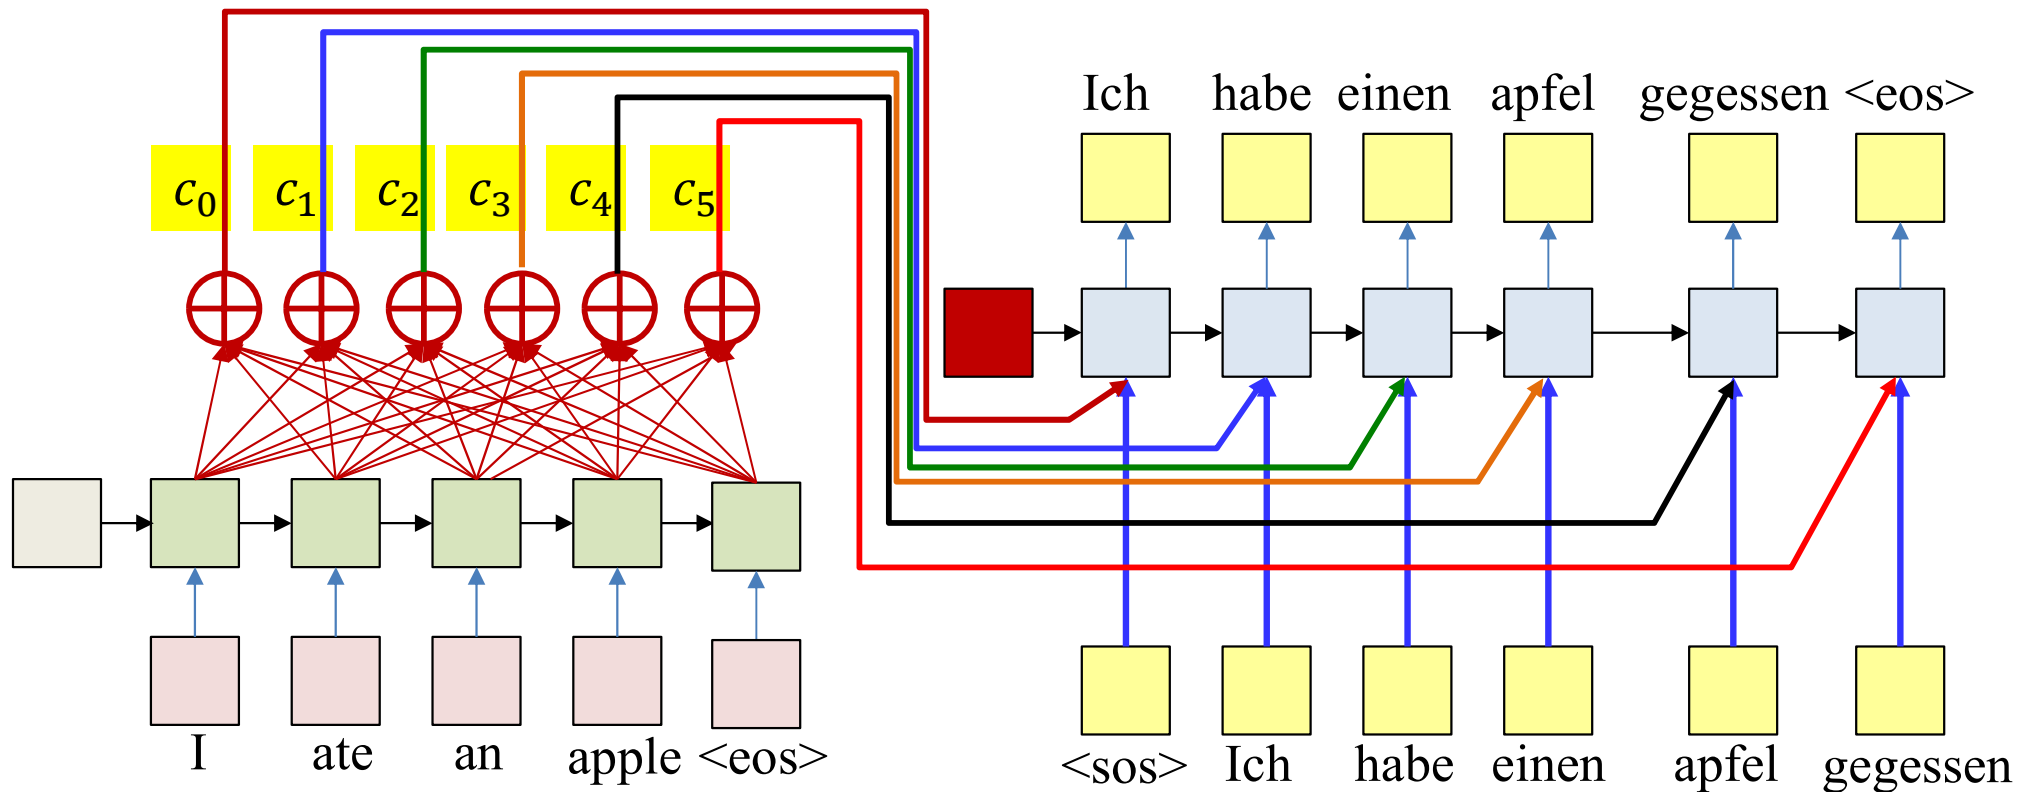 Ich habe einen apfel gegessen <eos>
c₀ c₁ c₂ c₃ c₄ c₅
I ate an apple <eos>
<sos> Ich habe einen apfel gegessen